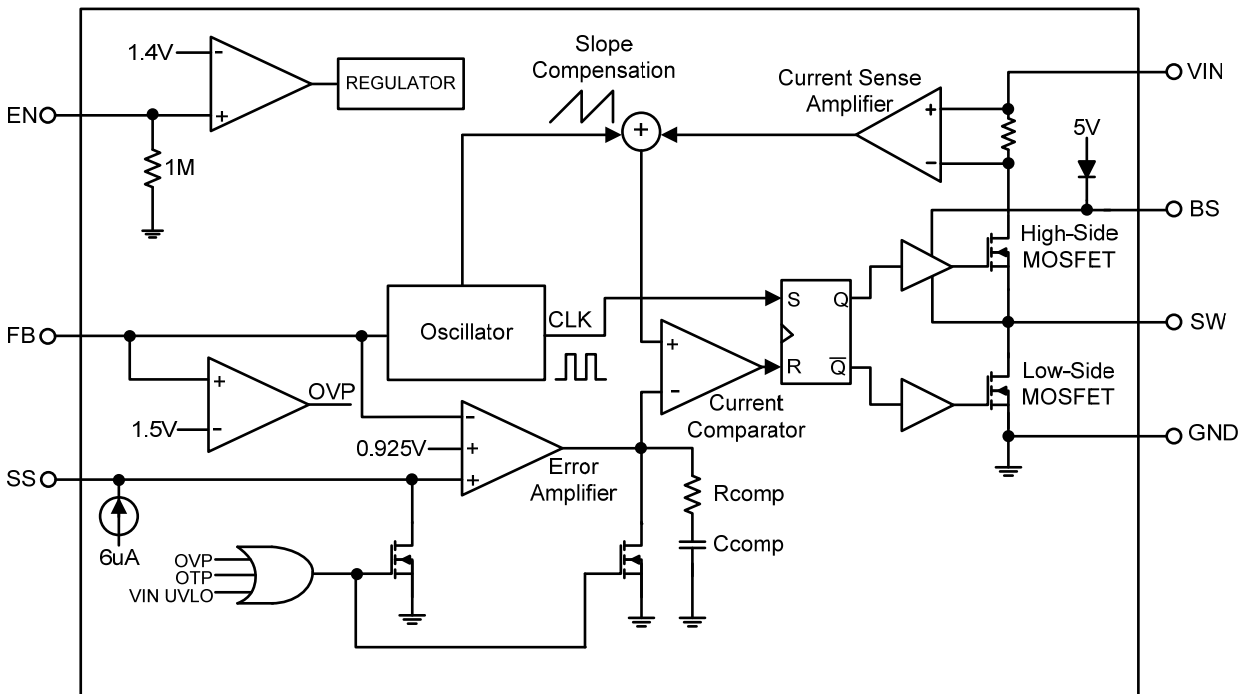 1.4V
-
+
REGULATOR
EN
1M
Slope
Compensation
+
Current Sense
Amplifier
+
-
VIN
5V
BS
High-Side
MOSFET
SW
Low-Side
MOSFET
GND
FB
Oscillator
CLK
S
Q
R
Q
+
-
Current
Comparator
+
-
OVP
1.5V
-
+
+
0.925V
Error
Amplifier
SS
6uA
OVP
OTP
VIN UVLO
Rcomp
Ccomp